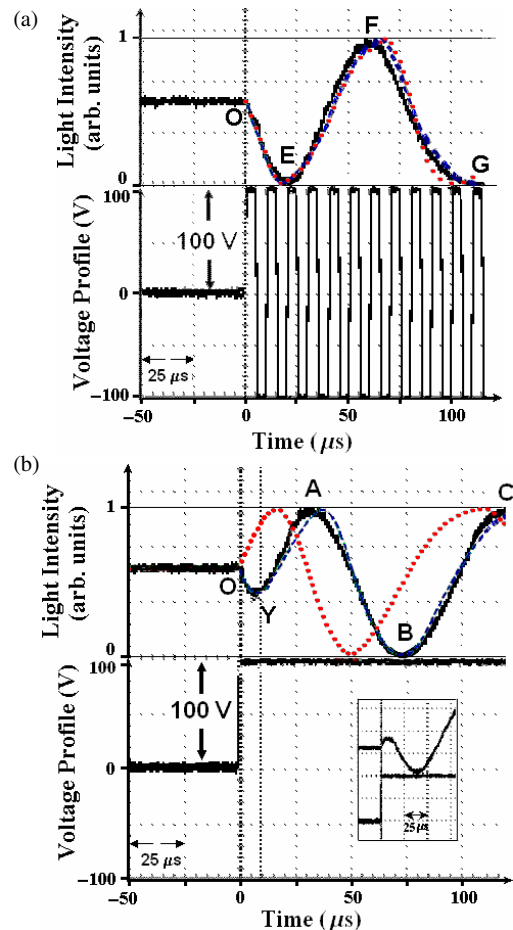 (a)
Light Intensity
(arb. units)
1
0
O
E
F
G
Voltage Profile (V)
100
0
−100
100 V
25 μs
−50
0
50
100
Time (μs)
(b)
Light Intensity
(arb. units)
1
0
O
Y
A
B
C
Voltage Profile (V)
100
0
−100
100 V
25 μs
25 μs
−50
0
50
100
Time (μs)